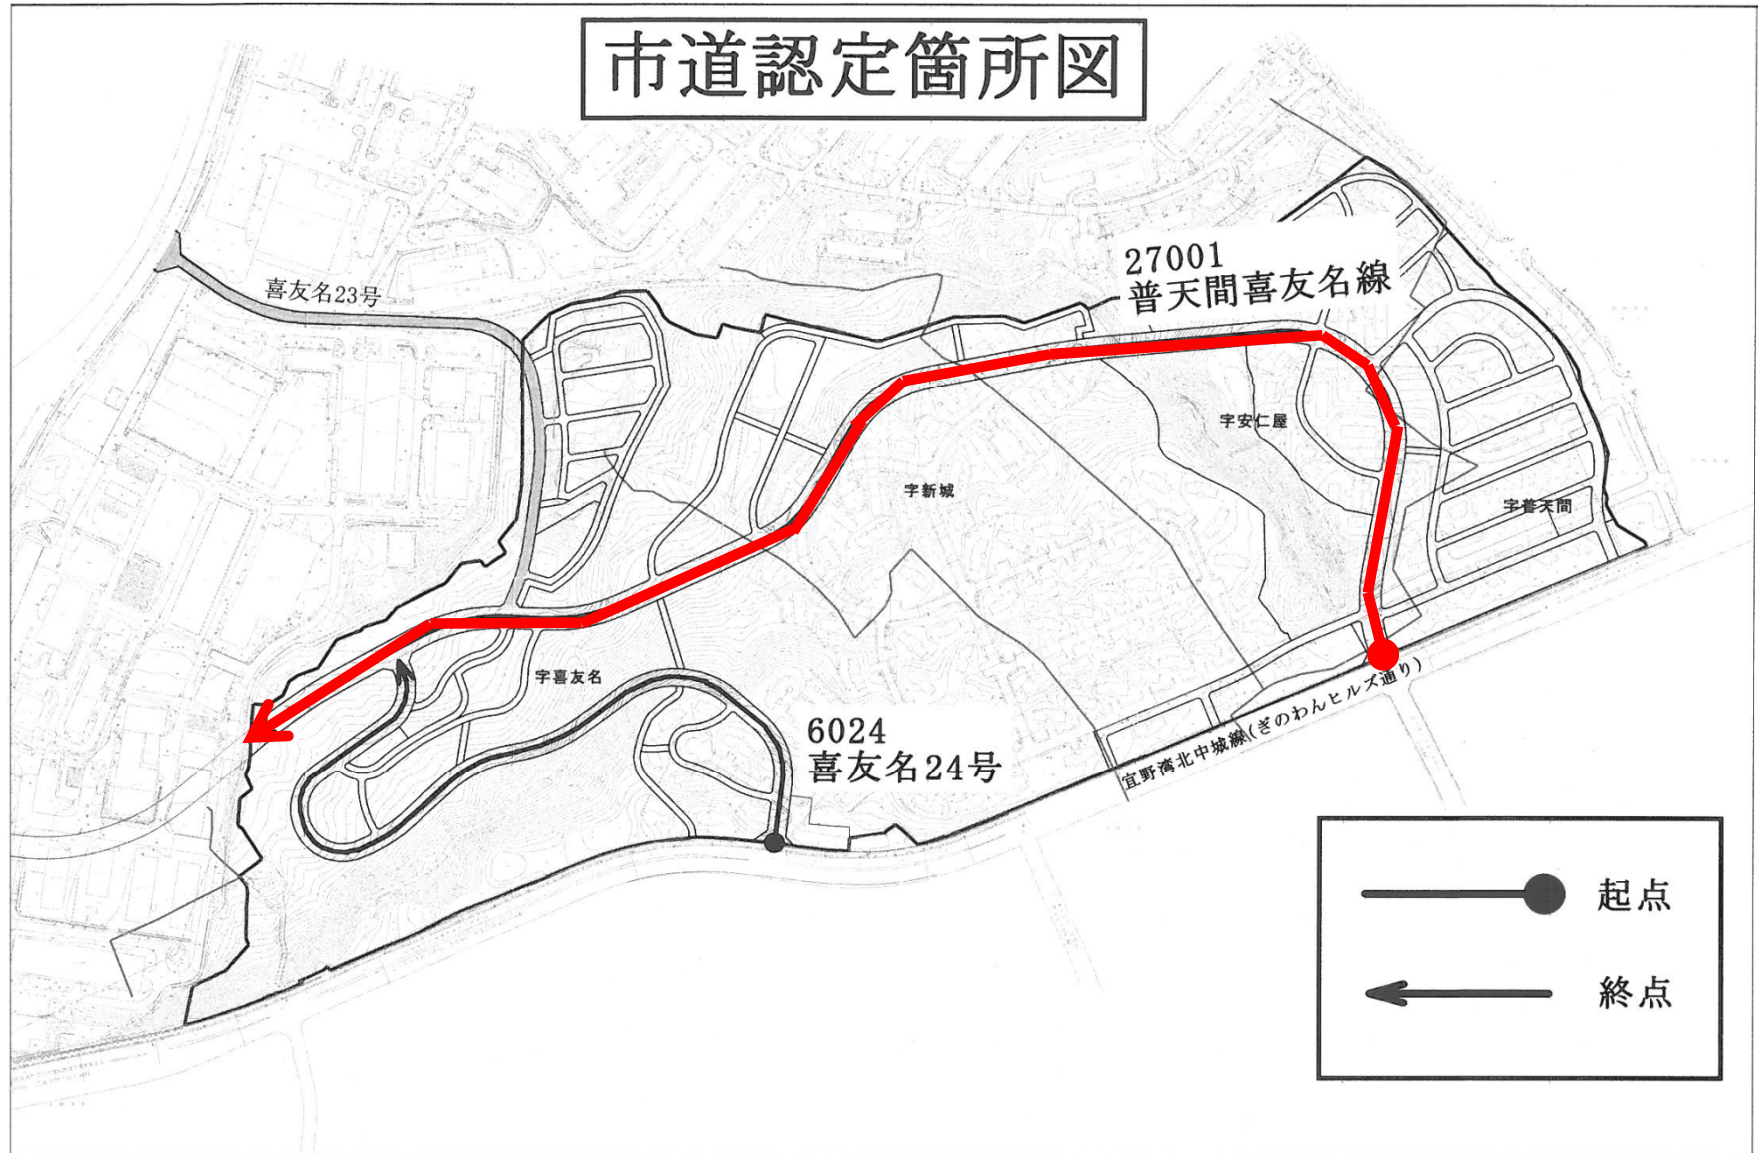 市道認定箇所図
27001
普天間喜友名線
喜友名23号
字安仁屋
字新城
字普天間
字喜友名
6024
喜友名24号
宜野湾北中城線(ぎのわんヒルズ通り)
起点
終点